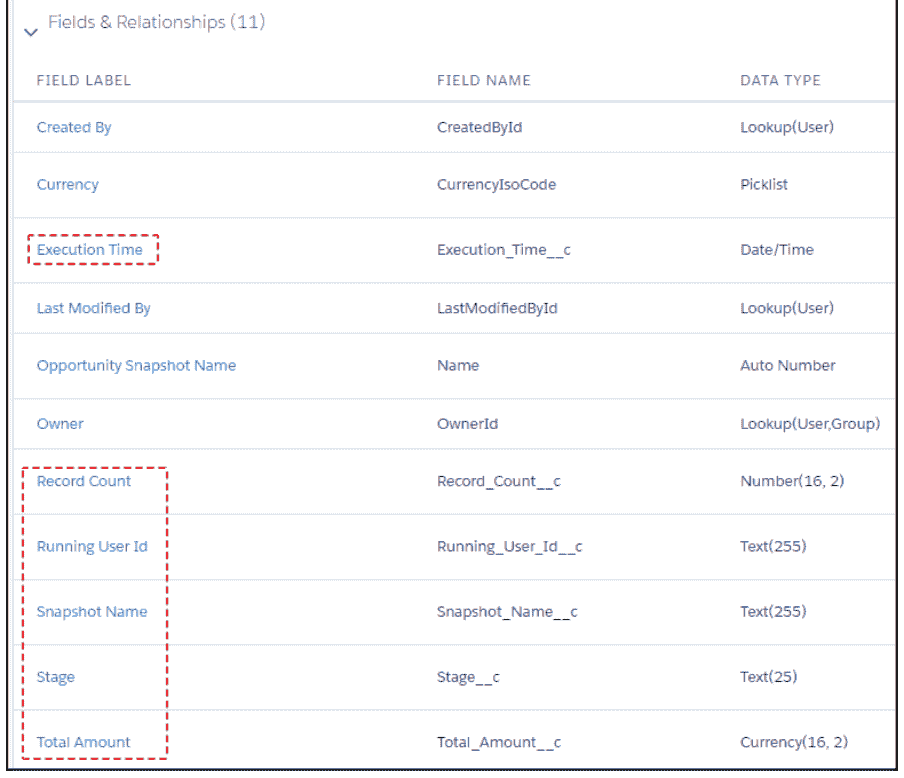 Fields & Relationships (11)
FIELD LABEL FIELD NAME DATA TYPE
Created By CreatedById Lookup(User)
Currency CurrencyIsoCode Picklist
Execution Time Execution_Time__c Date/Time
Last Modified By LastModifiedById Lookup(User)
Opportunity Snapshot Name Name Auto Number
Owner OwnerId Lookup(User,Group)
Record Count Record_Count__c Number(16, 2)
Running User Id Running_User_Id__c Text(255)
Snapshot Name Snapshot_Name__c Text(255)
Stage Stage__c Text(25)
Total Amount Total_Amount__c Currency(16, 2)